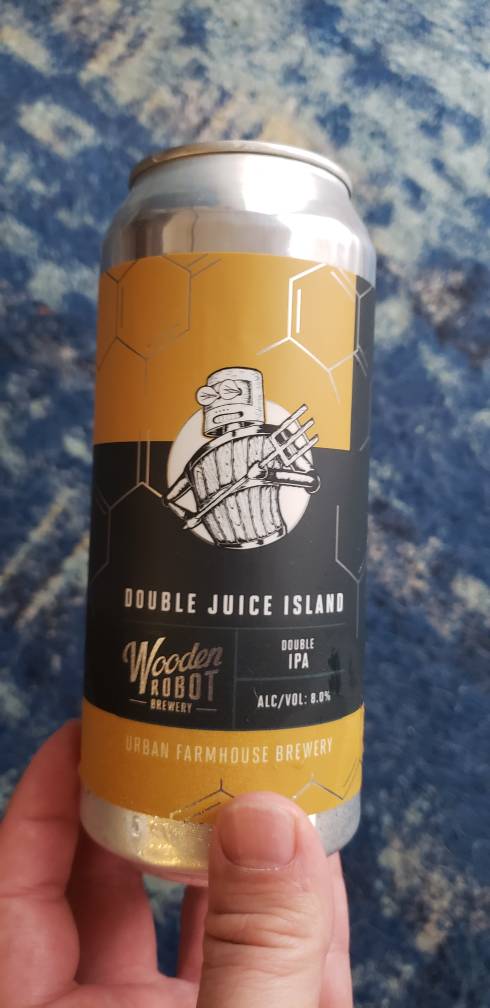 DOUBLE JUICE ISLAND
Wooden
ROBOT
BREWERY
DOUBLE
IPA
ALC/VOL: 8.0%
URBAN FARMHOUSE BREWERY